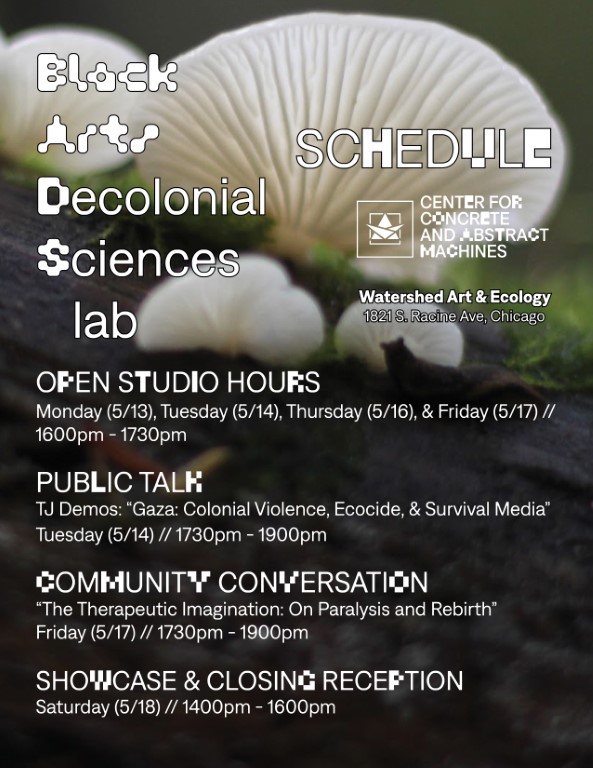 Black
Arts
Decolonial
Sciences
lab
SCHEDULE
CENTER FOR
CONCRETE
AND ABSTRACT
MACHINES
Watershed Art & Ecology
1821 S. Racine Ave, Chicago
OPEN STUDIO HOURS
Monday (5/13), Tuesday (5/14), Thursday (5/16), & Friday (5/17) //
1600pm - 1730pm
PUBLIC TALK
TJ Demos: “Gaza: Colonial Violence, Ecocide, & Survival Media”
Tuesday (5/14) // 1730pm - 1900pm
COMMUNITY CONVERSATION
“The Therapeutic Imagination: On Paralysis and Rebirth”
Friday (5/17) // 1730pm - 1900pm
SHOWCASE & CLOSING RECEPTION
Saturday (5/18) // 1400pm - 1600pm